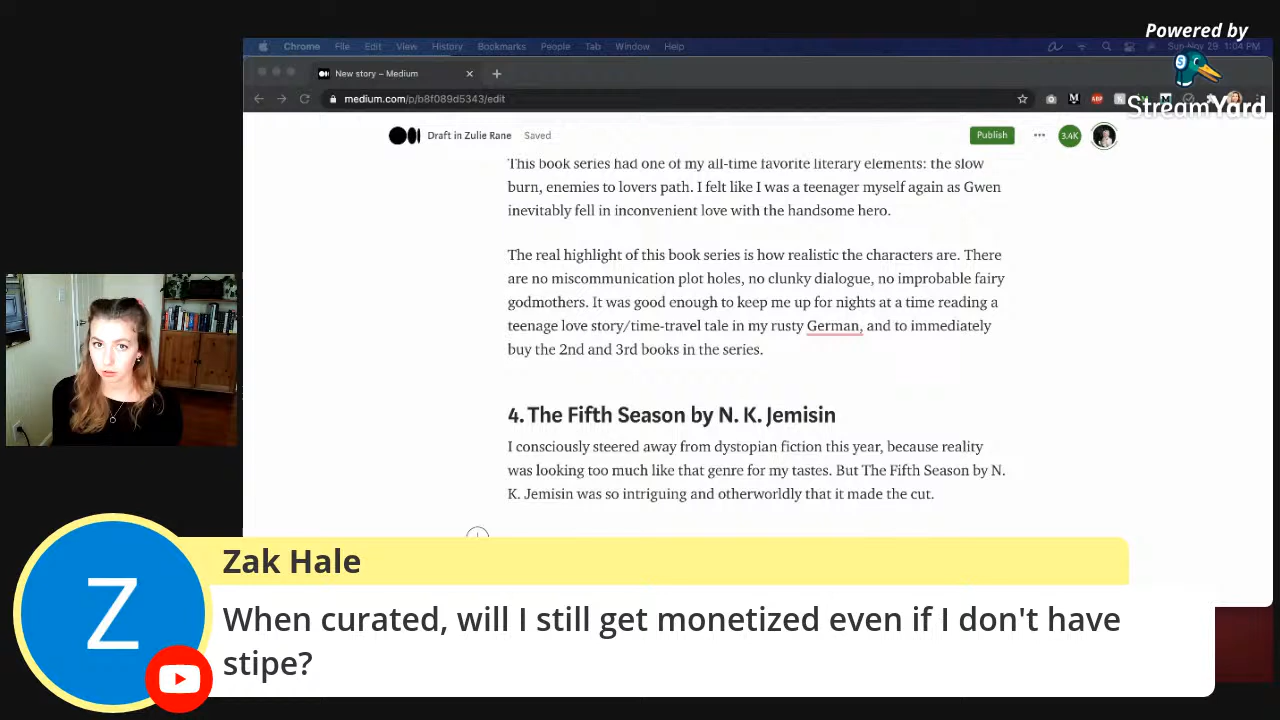 Powered by
StreamYard
Chrome File Edit View History Bookmarks People Tab Window Help
Sun Nov 29 1:04 PM
New story – Medium
medium.com/p/b8f089d5343/edit
Draft in Zulie Rane Saved
Publish
3.4K
This book series had one of my all-time favorite literary elements: the slow
burn, enemies to lovers path. I felt like I was a teenager myself again as Gwen
inevitably fell in inconvenient love with the handsome hero.
The real highlight of this book series is how realistic the characters are. There
are no miscommunication plot holes, no clunky dialogue, no improbable fairy
godmothers. It was good enough to keep me up for nights at a time reading a
teenage love story/time-travel tale in my rusty German, and to immediately
buy the 2nd and 3rd books in the series.
4. The Fifth Season by N. K. Jemisin
I consciously steered away from dystopian fiction this year, because reality
was looking too much like that genre for my tastes. But The Fifth Season by N.
K. Jemisin was so intriguing and otherworldly that it made the cut.
Z
Zak Hale
When curated, will I still get monetized even if I don't have
stipe?